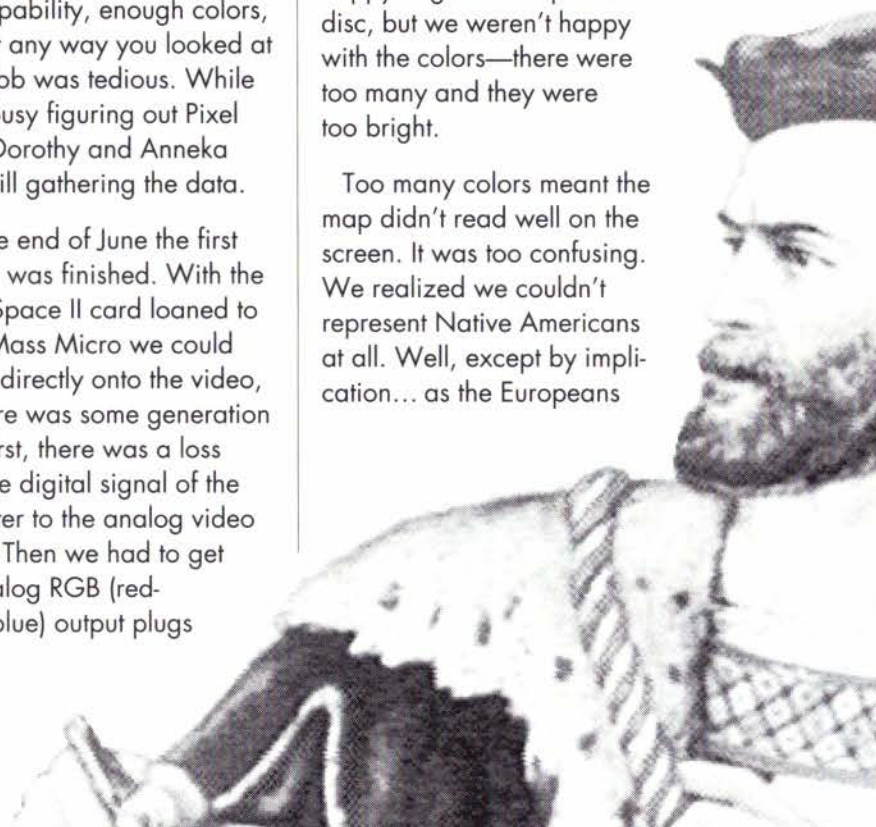 pability, enough colors,
any way you looked at
ob was tedious. While
usy figuring out Pixel
Dorothy and Anneka
ill gathering the data.
e end of June the first
was finished. With the
Space II card loaned to
Mass Micro we could
directly onto the video,
re was some generation
rst, there was a loss
e digital signal of the
er to the analog video
Then we had to get
alog RGB (red-
blue) output plugs
disc, but we weren't happy
with the colors—there were
too many and they were
too bright.
Too many colors meant the
map didn't read well on the
screen. It was too confusing.
We realized we couldn't
represent Native Americans
at all. Well, except by impli-
cation... as the Europeans